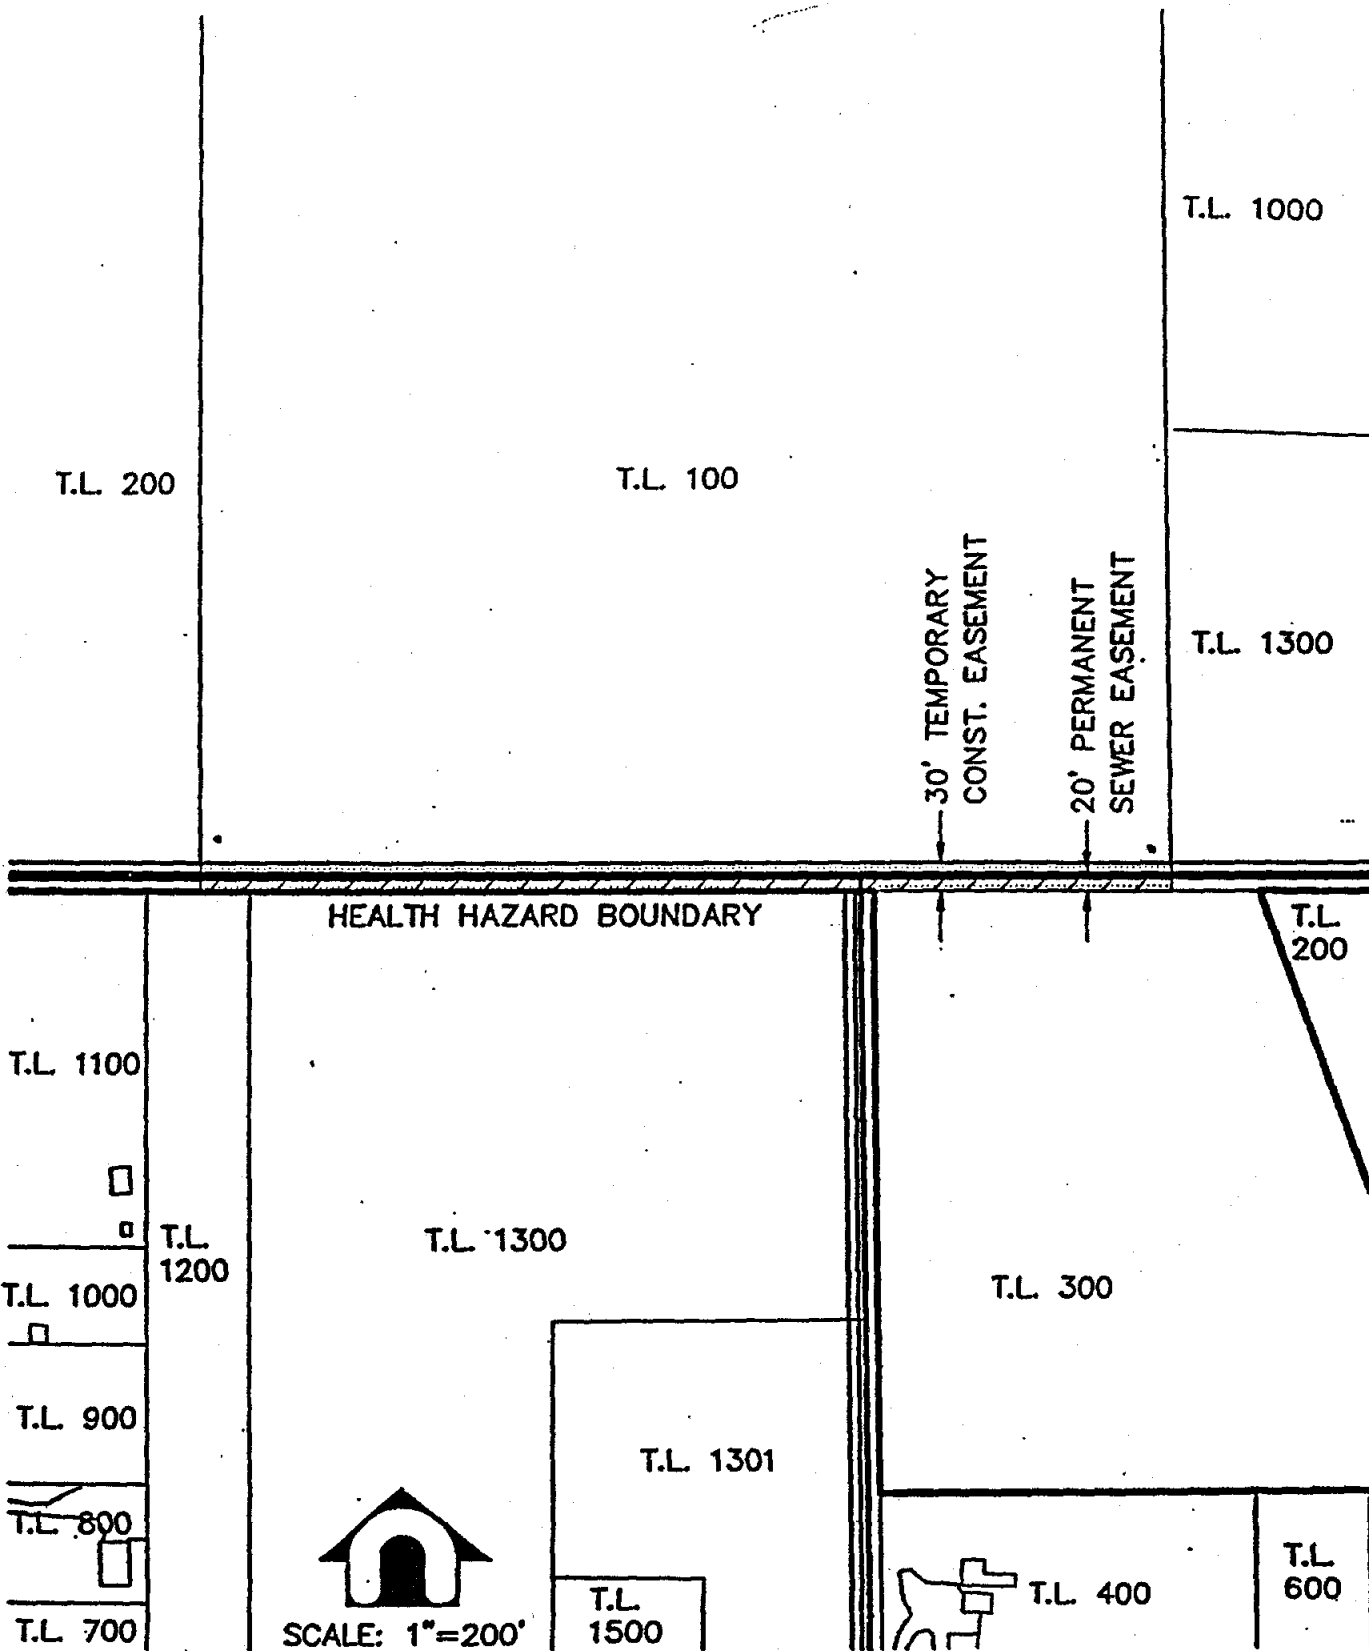 T.L. 1000
T.L. 200
T.L. 100
30' TEMPORARY
CONST. EASEMENT
20' PERMANENT
SEWER EASEMENT
T.L. 1300
HEALTH HAZARD BOUNDARY
T.L.
200
T.L. 1100
T.L.
1200
T.L. 1300
T.L. 300
T.L. 1000
T.L. 900
T.L. 1301
T.L. 800
T.L. 700
SCALE: 1"=200'
T.L.
1500
T.L. 400
T.L.
600